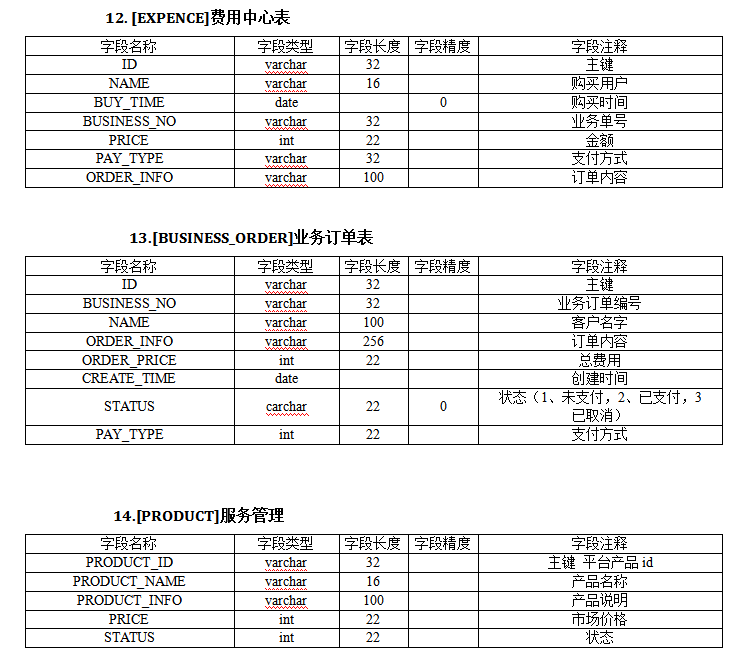 12. [EXPENCE]费用中心表
字段名称 字段类型 字段长度 字段精度 字段注释
ID varchar 32 主键
NAME varchar 16 购买用户
BUY_TIME date 0 购买时间
BUSINESS_NO varchar 32 业务单号
PRICE int 22 金额
PAY_TYPE varchar 32 支付方式
ORDER_INFO varchar 100 订单内容
13.[BUSINESS_ORDER]业务订单表
字段名称 字段类型 字段长度 字段精度 字段注释
ID varchar 32 主键
BUSINESS_NO varchar 32 业务订单编号
NAME varchar 100 客户名字
ORDER_INFO varchar 256 订单内容
ORDER_PRICE int 22 总费用
CREATE_TIME date 创建时间
STATUS carchar 22 0 状态（1、未支付，2、已支付，3
已取消）
PAY_TYPE int 22 支付方式
14.[PRODUCT]服务管理
字段名称 字段类型 字段长度 字段精度 字段注释
PRODUCT_ID varchar 32 主键 平台产品 id
PRODUCT_NAME varchar 16 产品名称
PRODUCT_INFO varchar 100 产品说明
PRICE int 22 市场价格
STATUS int 22 状态